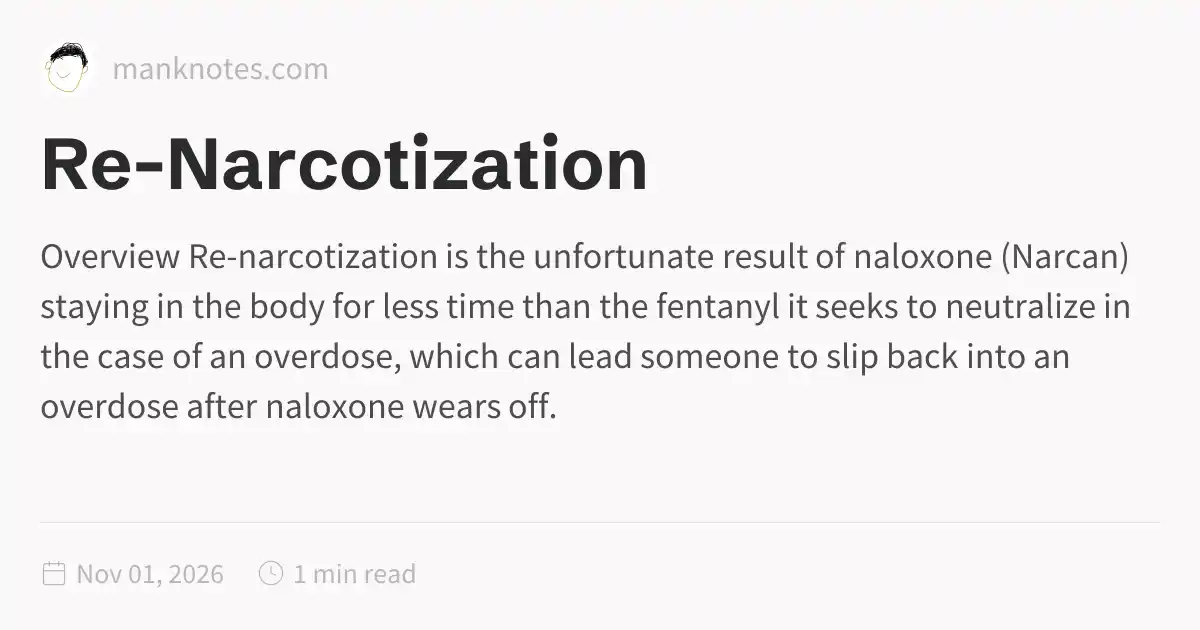 manknotes.com
Re-Narcotization
Overview Re-narcotization is the unfortunate result of naloxone (Narcan)
staying in the body for less time than the fentanyl it seeks to neutralize in
the case of an overdose, which can lead someone to slip back into an
overdose after naloxone wears off.
Nov 01, 2026
1 min read